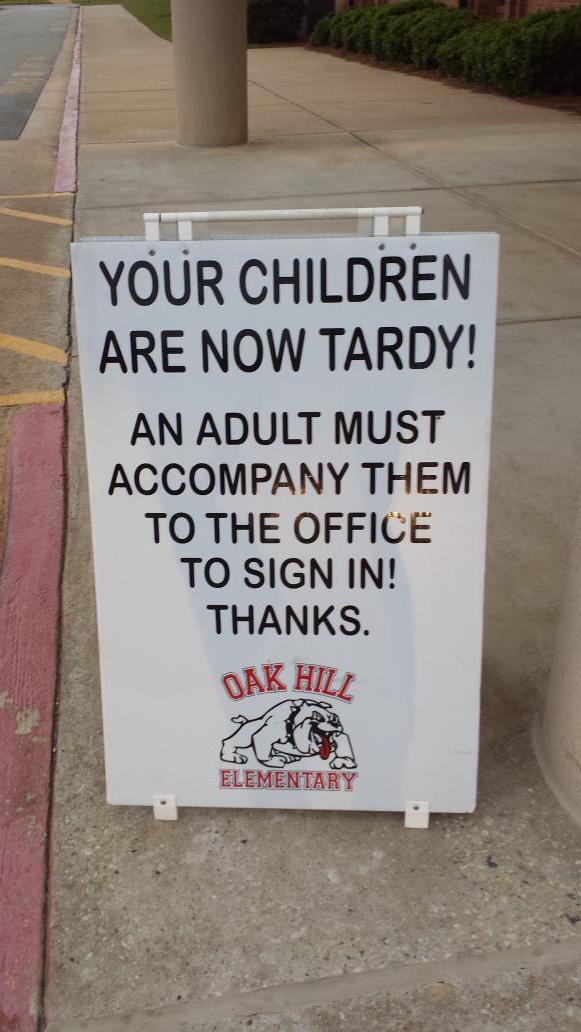 YOUR CHILDREN
ARE NOW TARDY!
AN ADULT MUST
ACCOMPANY THEM
TO THE OFFICE
TO SIGN IN!
THANKS.
OAK HILL
ELEMENTARY